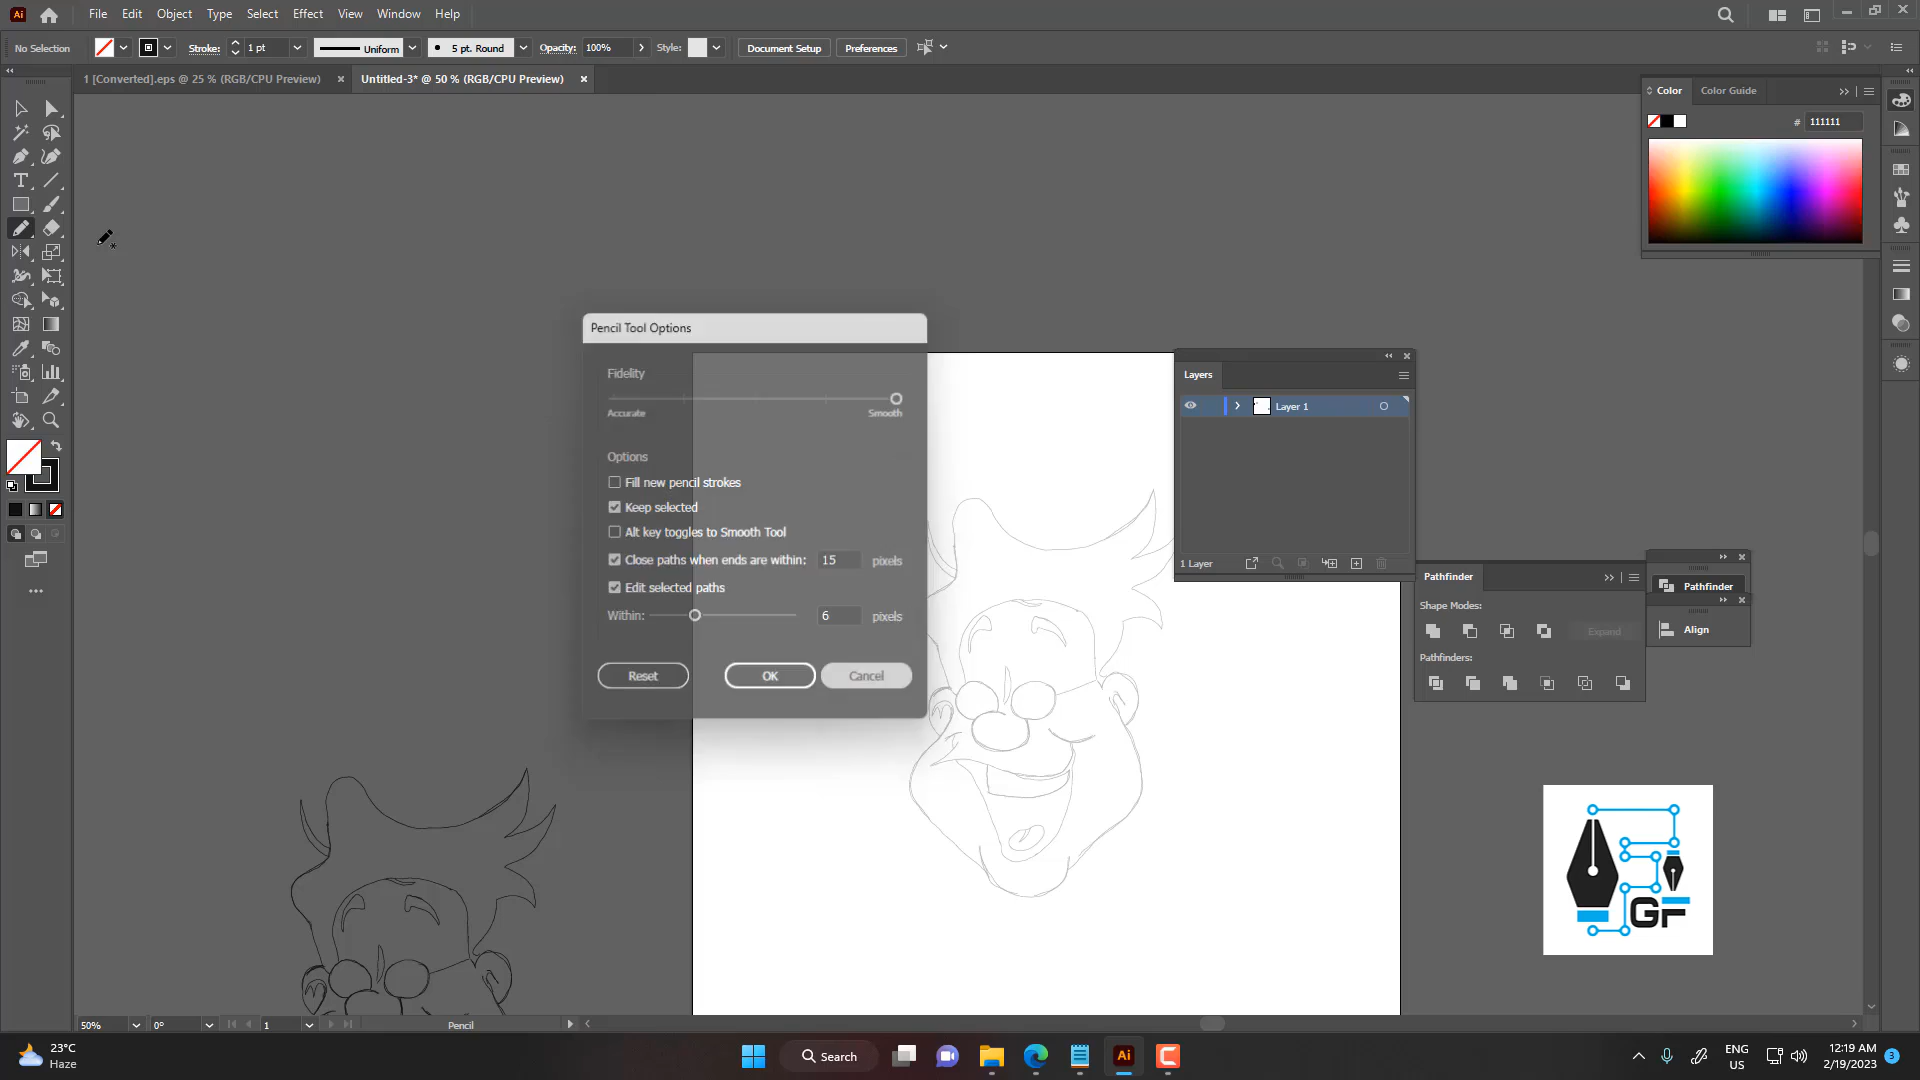 Ai File Edit Object Type Select Effect View Window Help
No Selection Stroke: 1 pt Uniform 5 pt. Round Opacity: 100% Style: Document Setup Preferences
1 [Converted].eps @ 25 % (RGB/CPU Preview) × Untitled-3* @ 50 % (RGB/CPU Preview) ×
Color Color Guide
# 111111
Pencil Tool Options
Fidelity
Accurate Smooth
Options
Fill new pencil strokes
Keep selected
Alt key toggles to Smooth Tool
Close paths when ends are within: 15 pixels
Edit selected paths
Within: 6 pixels
Reset OK Cancel
Layers
Layer 1
1 Layer
Pathfinder
Shape Modes:
Expand
Pathfinders:
Pathfinder
Align
GF
50% 0° 1 Pencil
23°C
Haze
Search
Ai
ENG
US
12:19 AM
2/19/2023
3